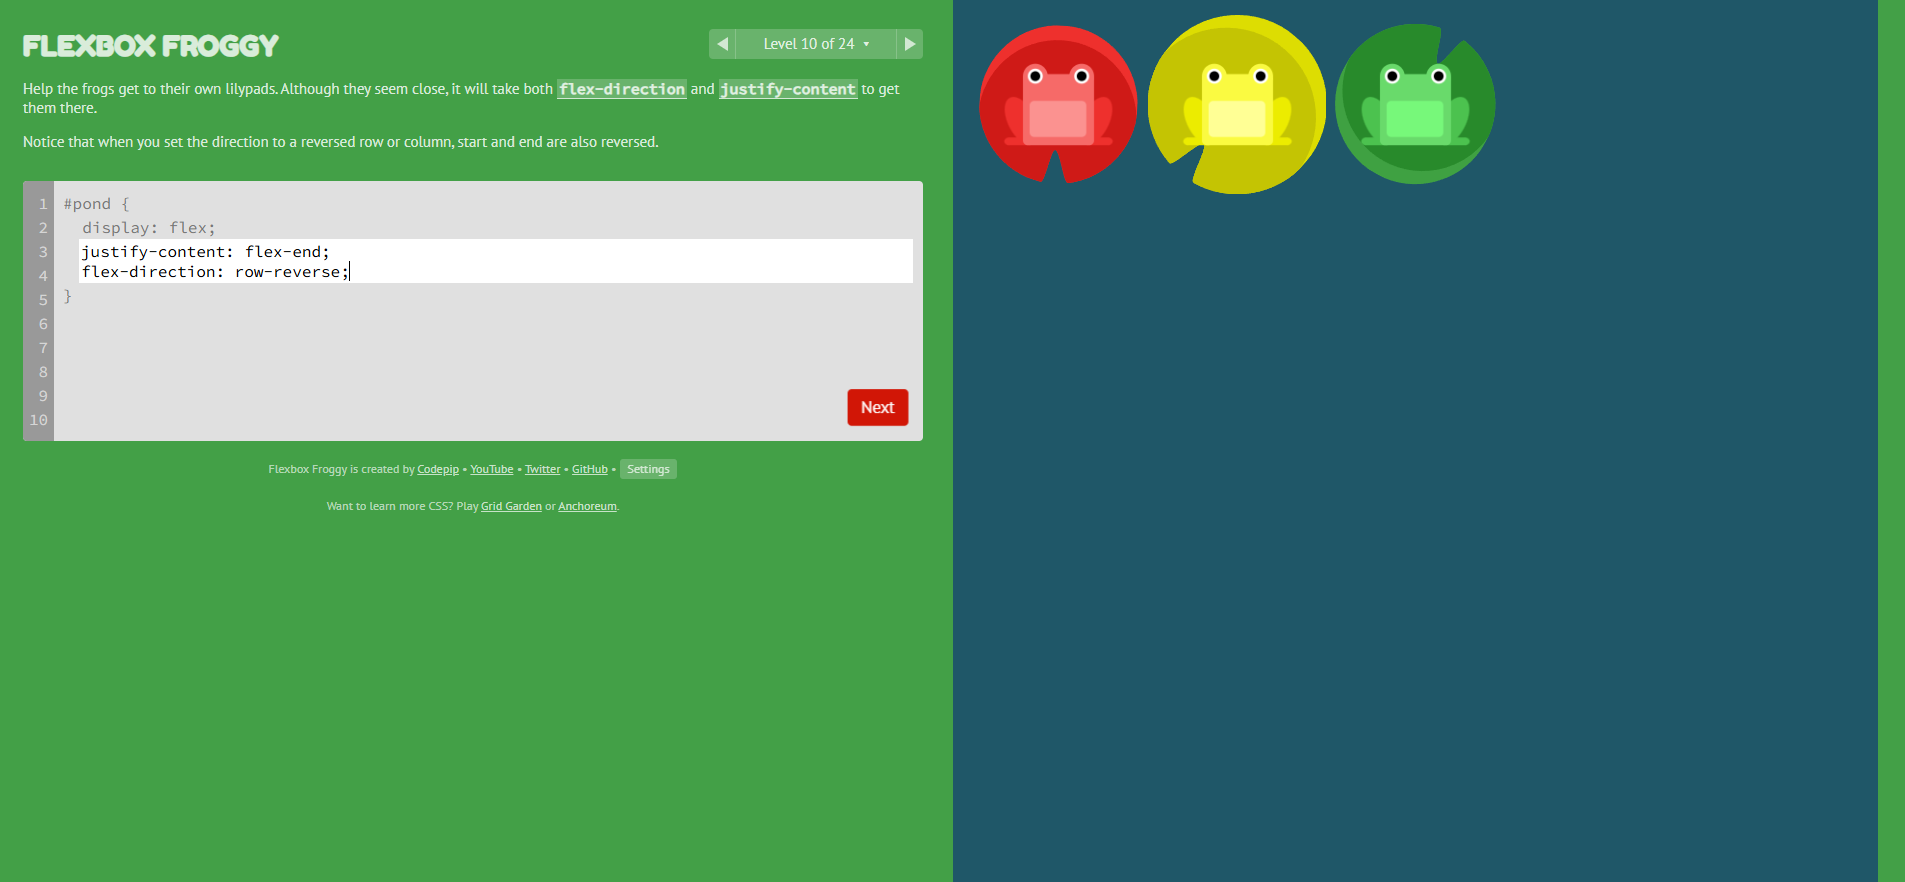 FLEXBOX FROGGY
Level 10 of 24
Help the frogs get to their own lilypads. Although they seem close, it will take both flex-direction and justify-content to get
them there.
Notice that when you set the direction to a reversed row or column, start and end are also reversed.
1 #pond {
2 display: flex;
3 justify-content: flex-end;
4 flex-direction: row-reverse;
5 }
6
7
8
9
10
Next
Flexbox Froggy is created by Codepip • YouTube • Twitter • GitHub • Settings
Want to learn more CSS? Play Grid Garden or Anchoreum.